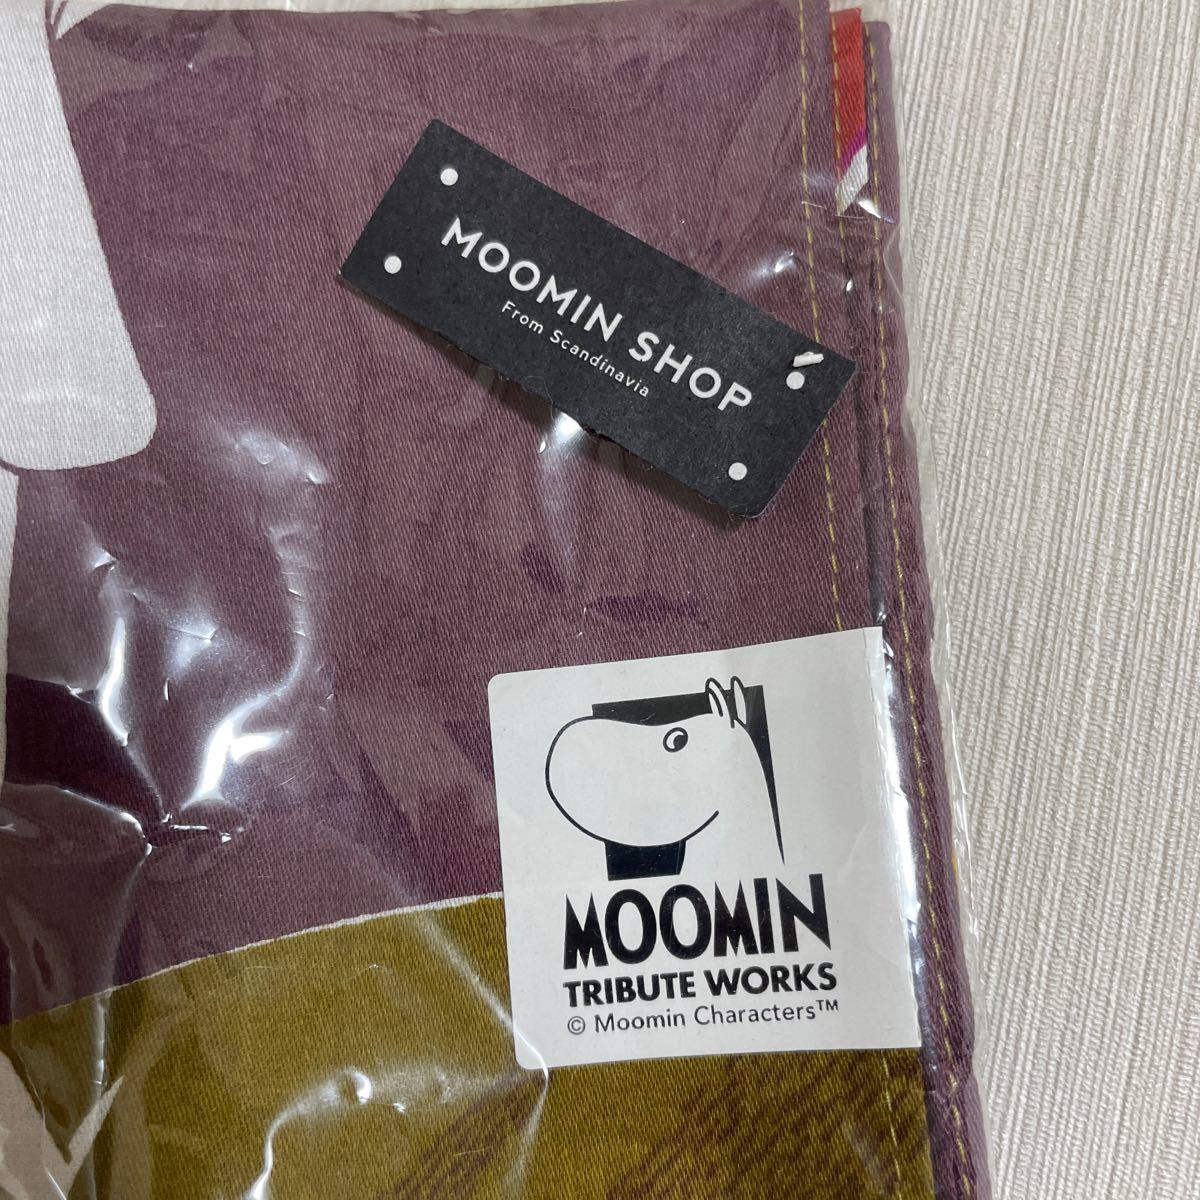 MOOMIN SHOP
From Scandinavia
MOOMIN
TRIBUTE WORKS
© Moomin Characters™